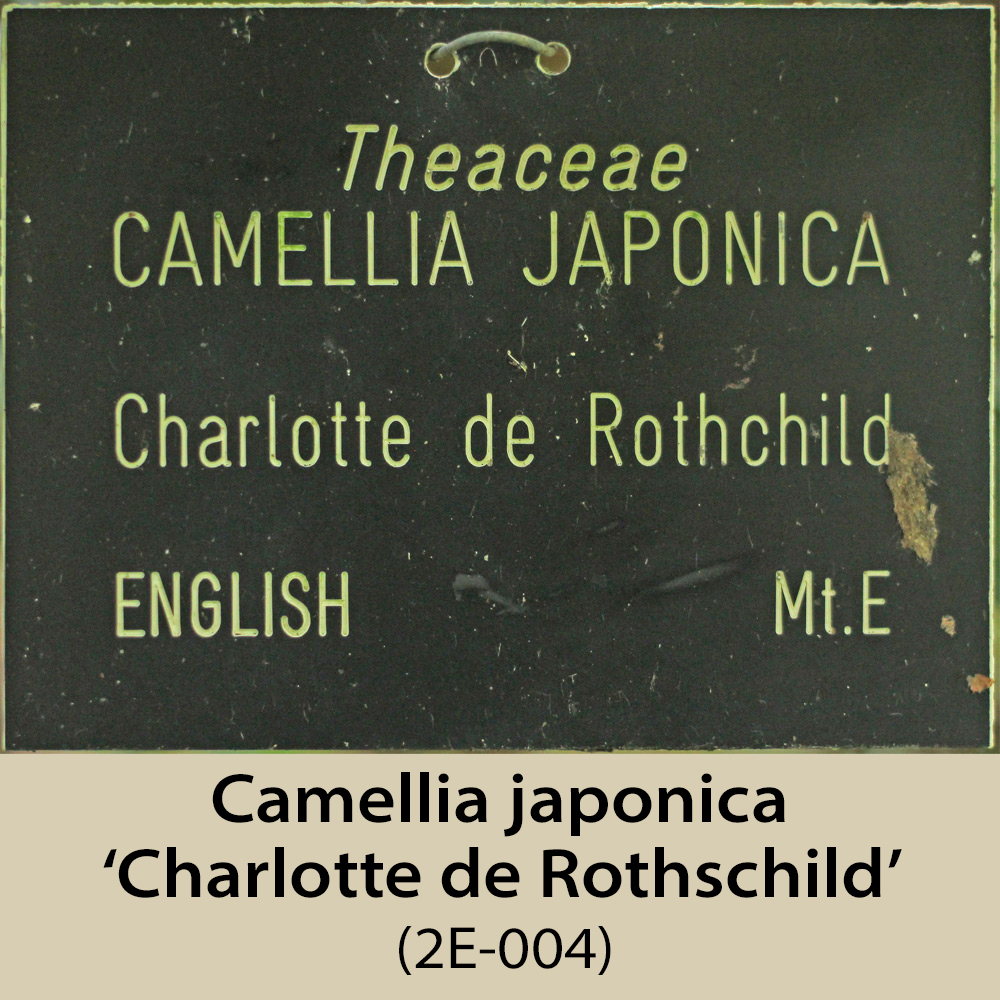 Theaceae
CAMELLIA JAPONICA
Charlotte de Rothchild
ENGLISH Mt.E
Camellia japonica
‘Charlotte de Rothschild’
(2E-004)